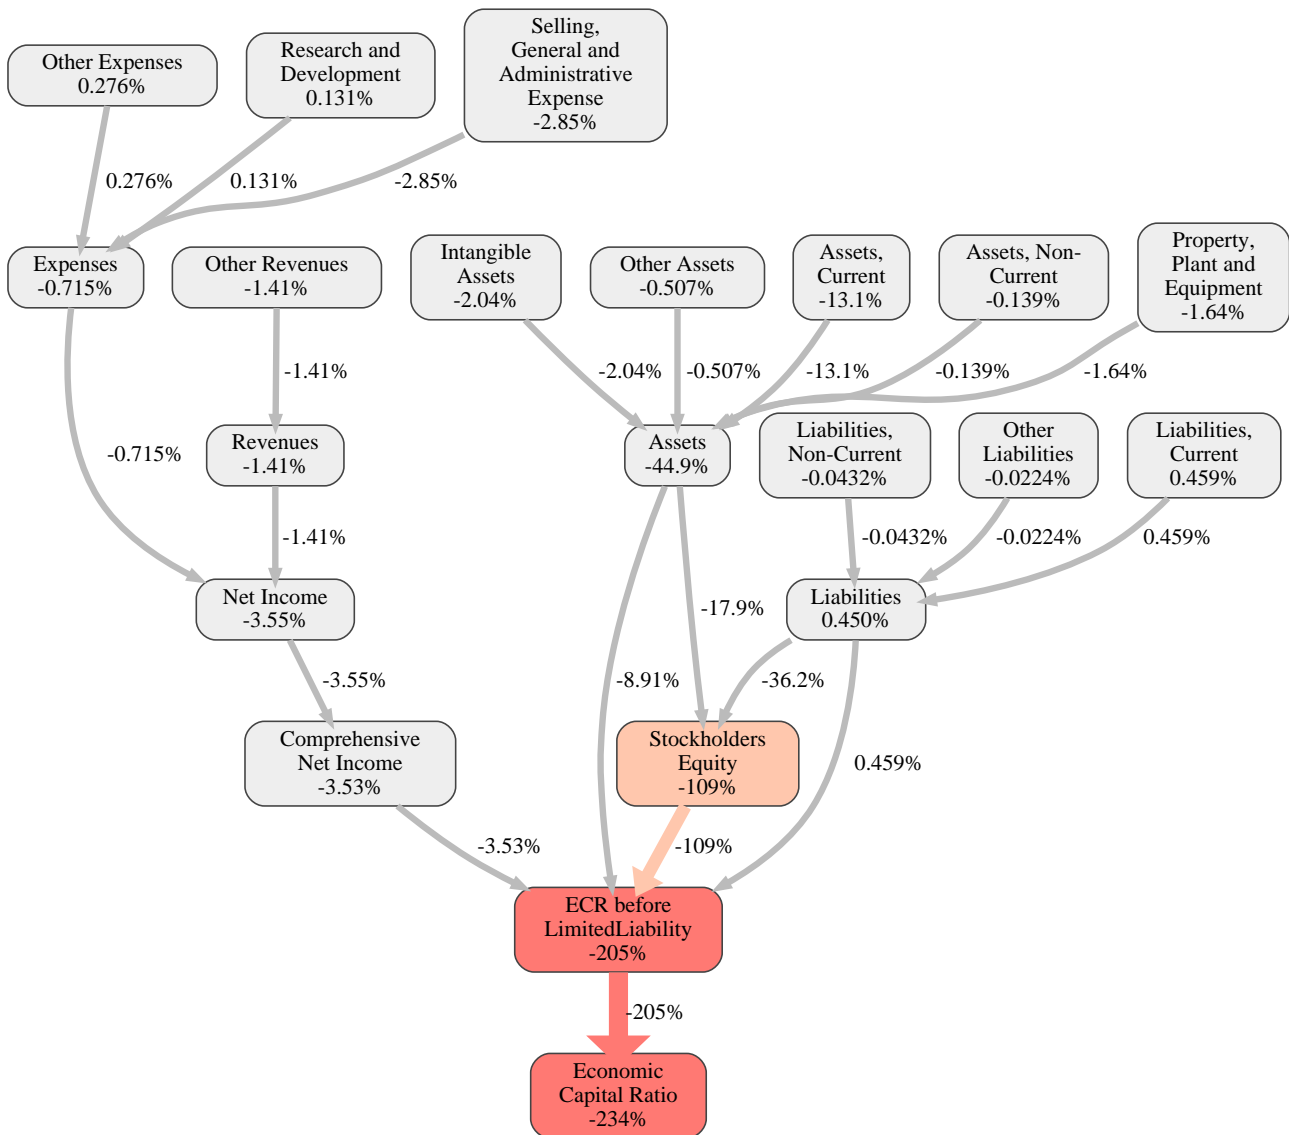 Other Expenses
0.276%
Research and
Development
0.131%
Selling,
General and
Administrative
Expense
-2.85%
0.276%
0.131%
-2.85%
Expenses
-0.715%
Other Revenues
-1.41%
Intangible
Assets
-2.04%
Other Assets
-0.507%
Assets,
Current
-13.1%
Assets, Non-
Current
-0.139%
Property,
Plant and
Equipment
-1.64%
-1.41%
-2.04%
-0.507%
-13.1%
-0.139%
-1.64%
-0.715%
Revenues
-1.41%
Assets
-44.9%
Liabilities,
Non-Current
-0.0432%
Other
Liabilities
-0.0224%
Liabilities,
Current
0.459%
-1.41%
-0.0432%
-0.0224%
0.459%
Net Income
-3.55%
-17.9%
Liabilities
0.450%
-3.55%
-8.91%
-36.2%
Comprehensive
Net Income
-3.53%
Stockholders
Equity
-109%
0.459%
-3.53%
-109%
ECR before
LimitedLiability
-205%
-205%
Economic
Capital Ratio
-234%